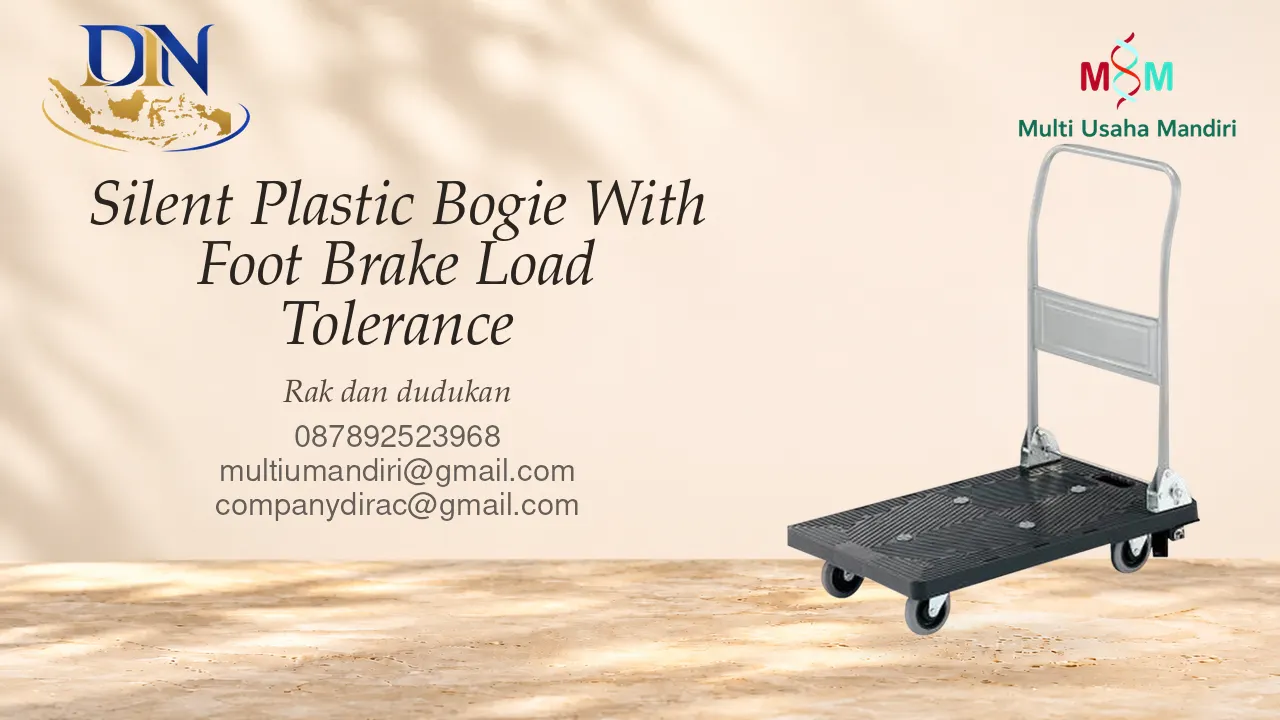 DN
M M
Multi Usaha Mandiri
Silent Plastic Bogie With
Foot Brake Load
Tolerance
Rak dan dudukan
087892523968
multiumandiri@gmail.com
companydirac@gmail.com